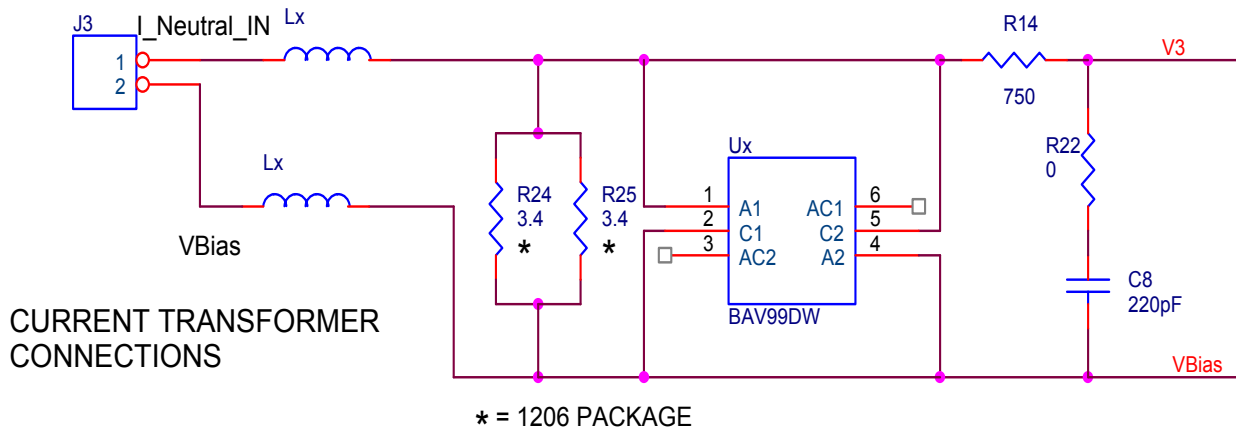 J3
I_Neutral_IN
Lx
1
2
Lx
VBias
CURRENT TRANSFORMER
CONNECTIONS
R24
3.4
*
R25
3.4
*
Ux
1
2
3
A1
C1
AC2
AC1
C2
A2
6
5
4
BAV99DW
R14
750
V3
R22
0
C8
220pF
VBias
* = 1206 PACKAGE